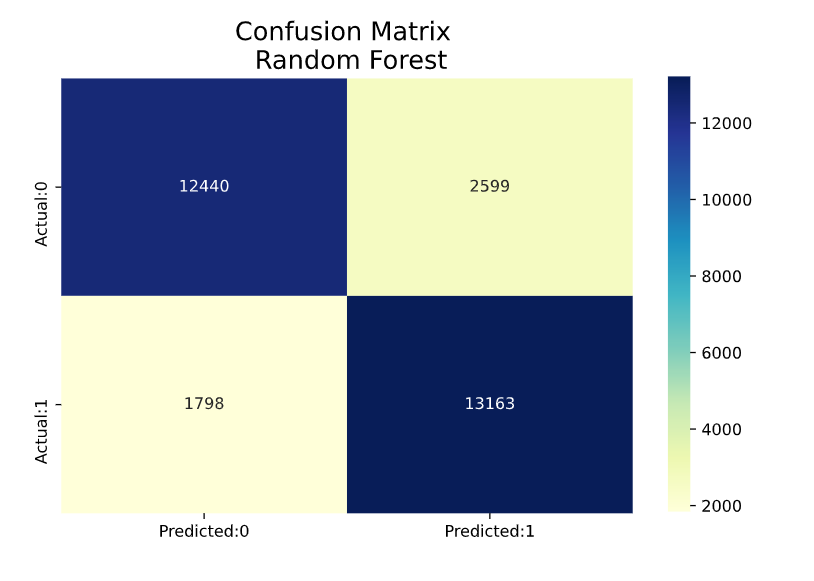 Confusion Matrix
Random Forest
Actual:0
12440
2599
Actual:1
1798
13163
Predicted:0
Predicted:1
12000
10000
8000
6000
4000
2000